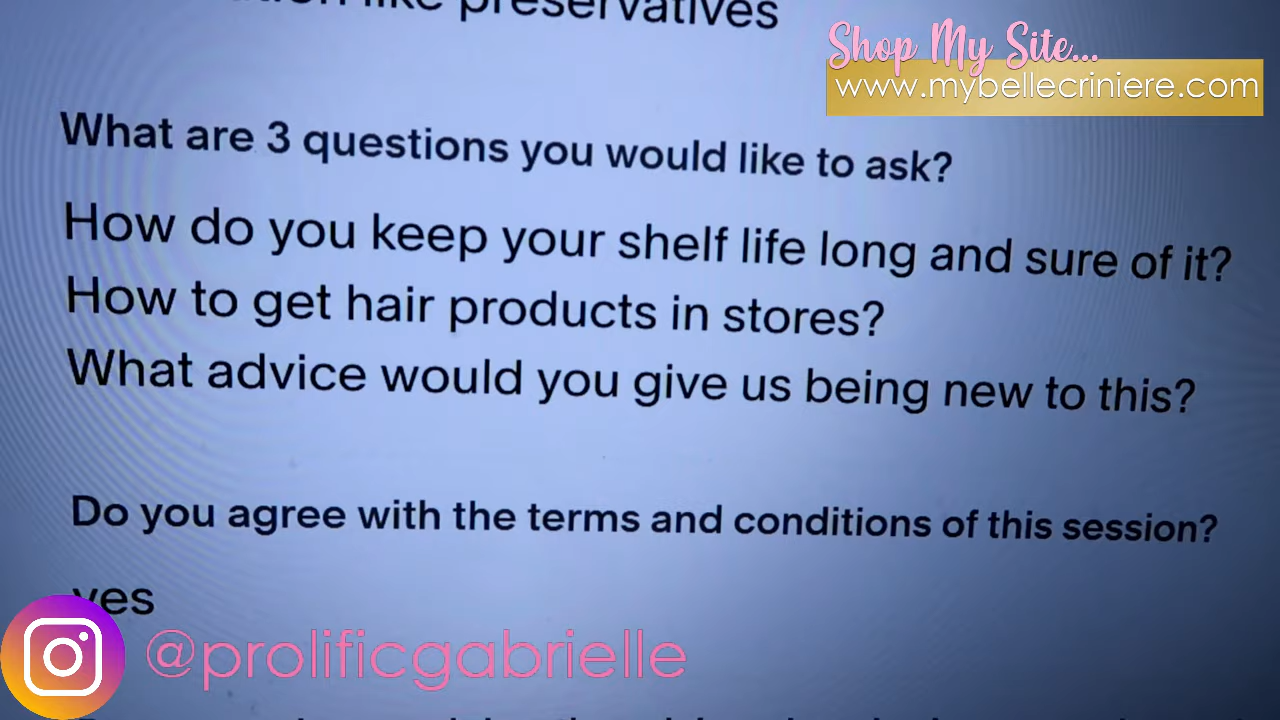 like preservatives
Shop My Site...
www.mybellecriniere.com
What are 3 questions you would like to ask?
How do you keep your shelf life long and sure of it?
How to get hair products in stores?
What advice would you give us being new to this?
Do you agree with the terms and conditions of this session?
yes
@prolificgabrielle